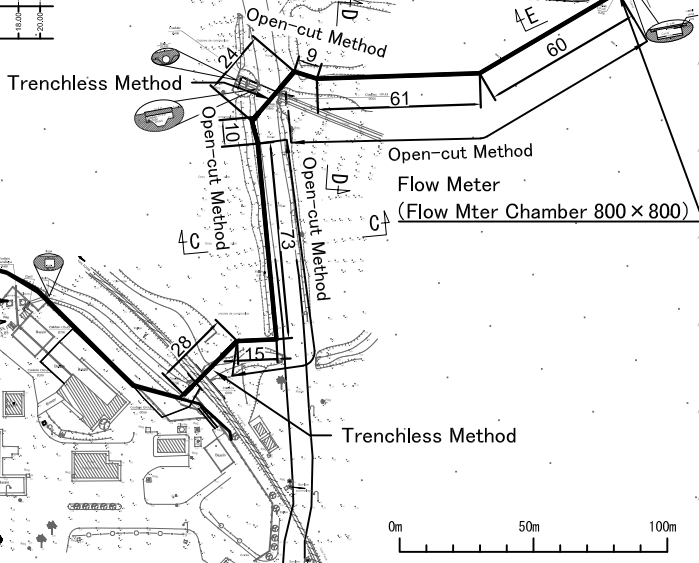 18.00
20.00
Open-cut Method
D
E
24
9
60
Trenchless Method
61
10
Open-cut Method
Open-cut Method
Open-cut Method
D
Flow Meter
(Flow Mter Chamber 800×800)
C
C
73
28
15
Trenchless Method
0m 50m 100m